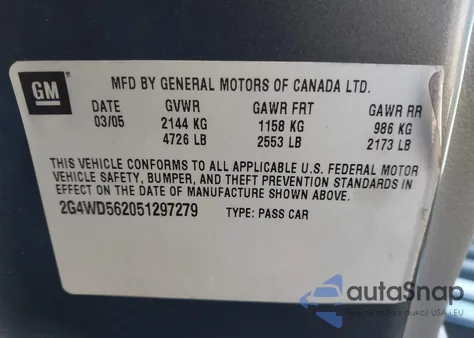 GM
MFD BY GENERAL MOTORS OF CANADA LTD.
DATE GVWR GAWR FRT GAWR RR
03/05 2144 KG 1158 KG 986 KG
4726 LB 2553 LB 2173 LB
THIS VEHICLE CONFORMS TO ALL APPLICABLE U.S. FEDERAL MOTOR
VEHICLE SAFETY, BUMPER, AND THEFT PREVENTION STANDARDS IN
EFFECT ON THE DATE OF MANUFACTURE SHOWN ABOVE.
2G4WD562051297279 TYPE: PASS CAR
autoSnap
z aukcji USA i EU